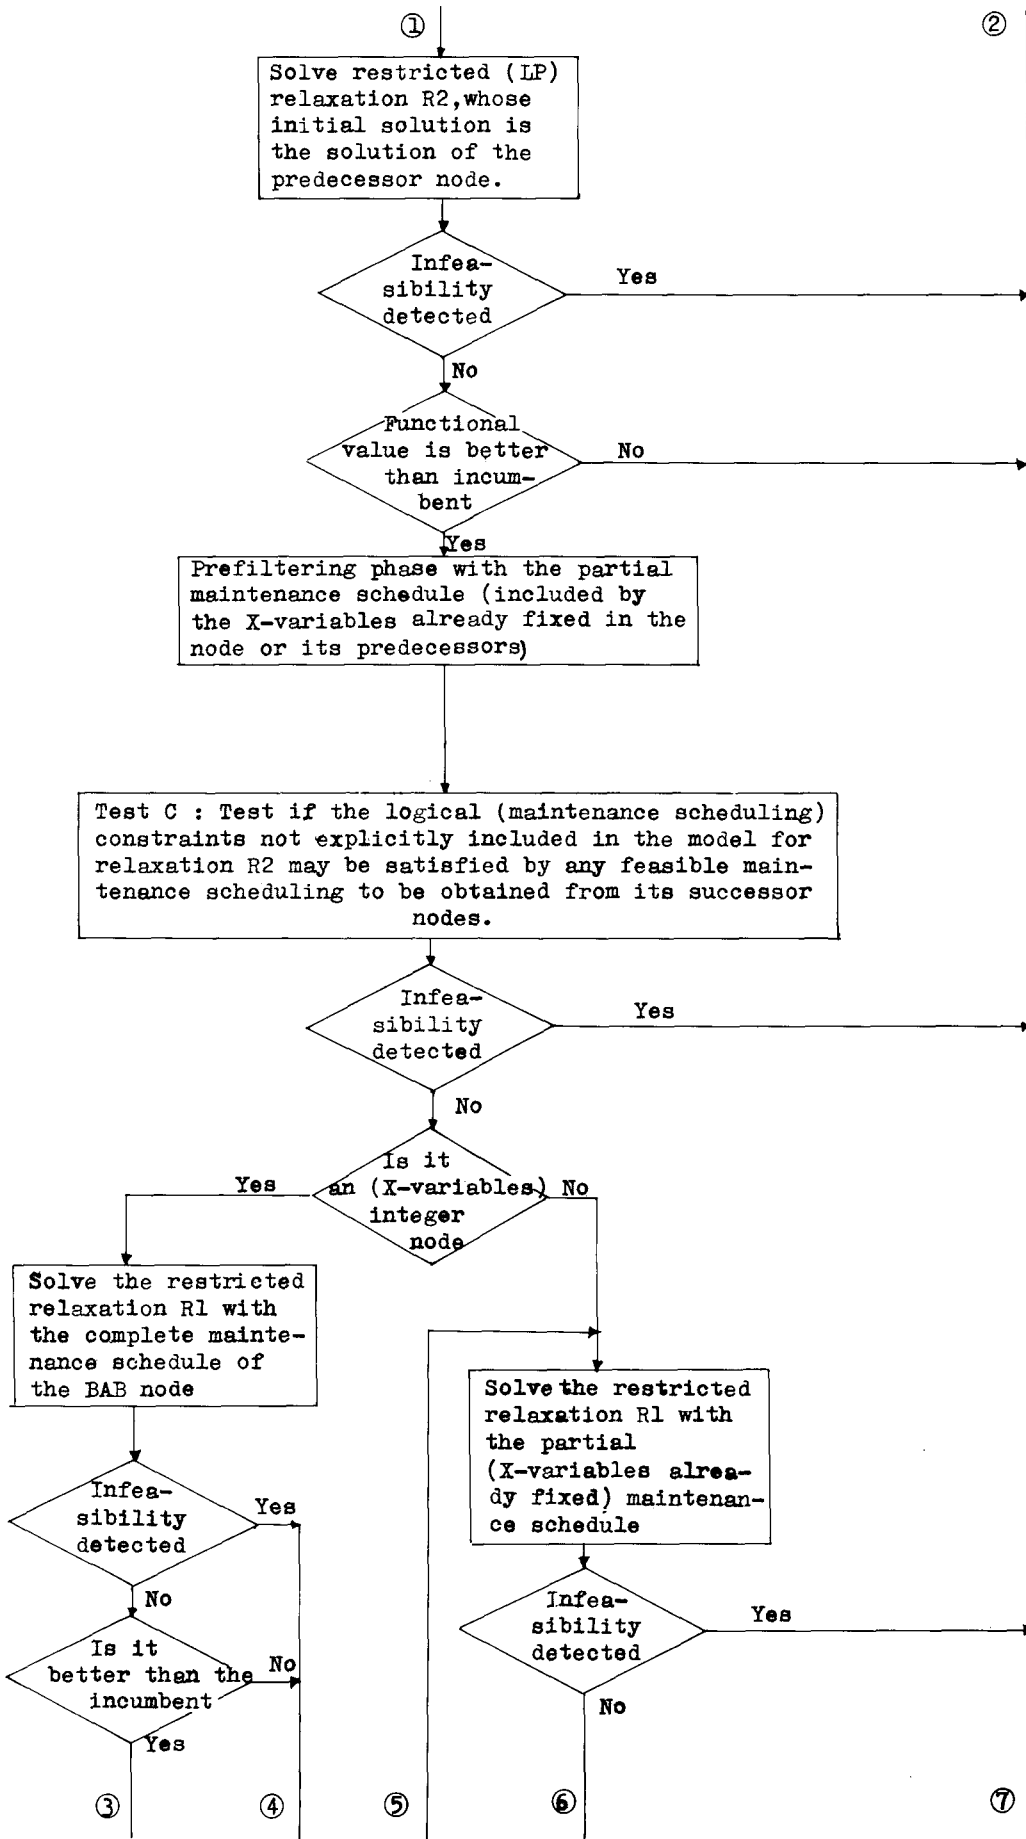 ① ②
Solve restricted (LP)
relaxation R2,whose
initial solution is
the solution of the
predecessor node.
Infea-
sibility
detected
Yes
No
Functional
value is better
than incum-
bent
No
Yes
Prefiltering phase with the partial
maintenance schedule (included by
the X-variables already fixed in the
node or its predecessors)
Test C : Test if the logical (maintenance scheduling)
constraints not explicitly included in the model for
relaxation R2 may be satisfied by any feasible main-
tenance scheduling to be obtained from its successor
nodes.
Infea-
sibility
detected
Yes
No
Is it
an (X-variables)
integer
node
Yes
No
Solve the restricted
relaxation R1 with
the complete mainte-
nance schedule of
the BAB node
Infea-
sibility
detected
Yes
No
Is it
better than the
incumbent
No
Yes
Solve the restricted
relaxation R1 with
the partial
(X-variables alrea-
dy fixed) maintenan-
ce schedule
Infea-
sibility
detected
Yes
No
③ ④ ⑤ ⑥ ⑦